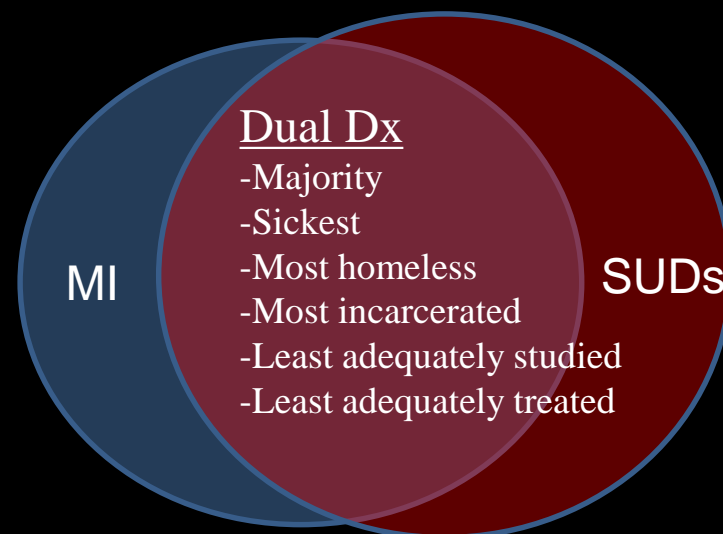 Dual Dx
-Majority
-Sickest
-Most homeless
-Most incarcerated
-Least adequately studied
-Least adequately treated
MI
SUDs